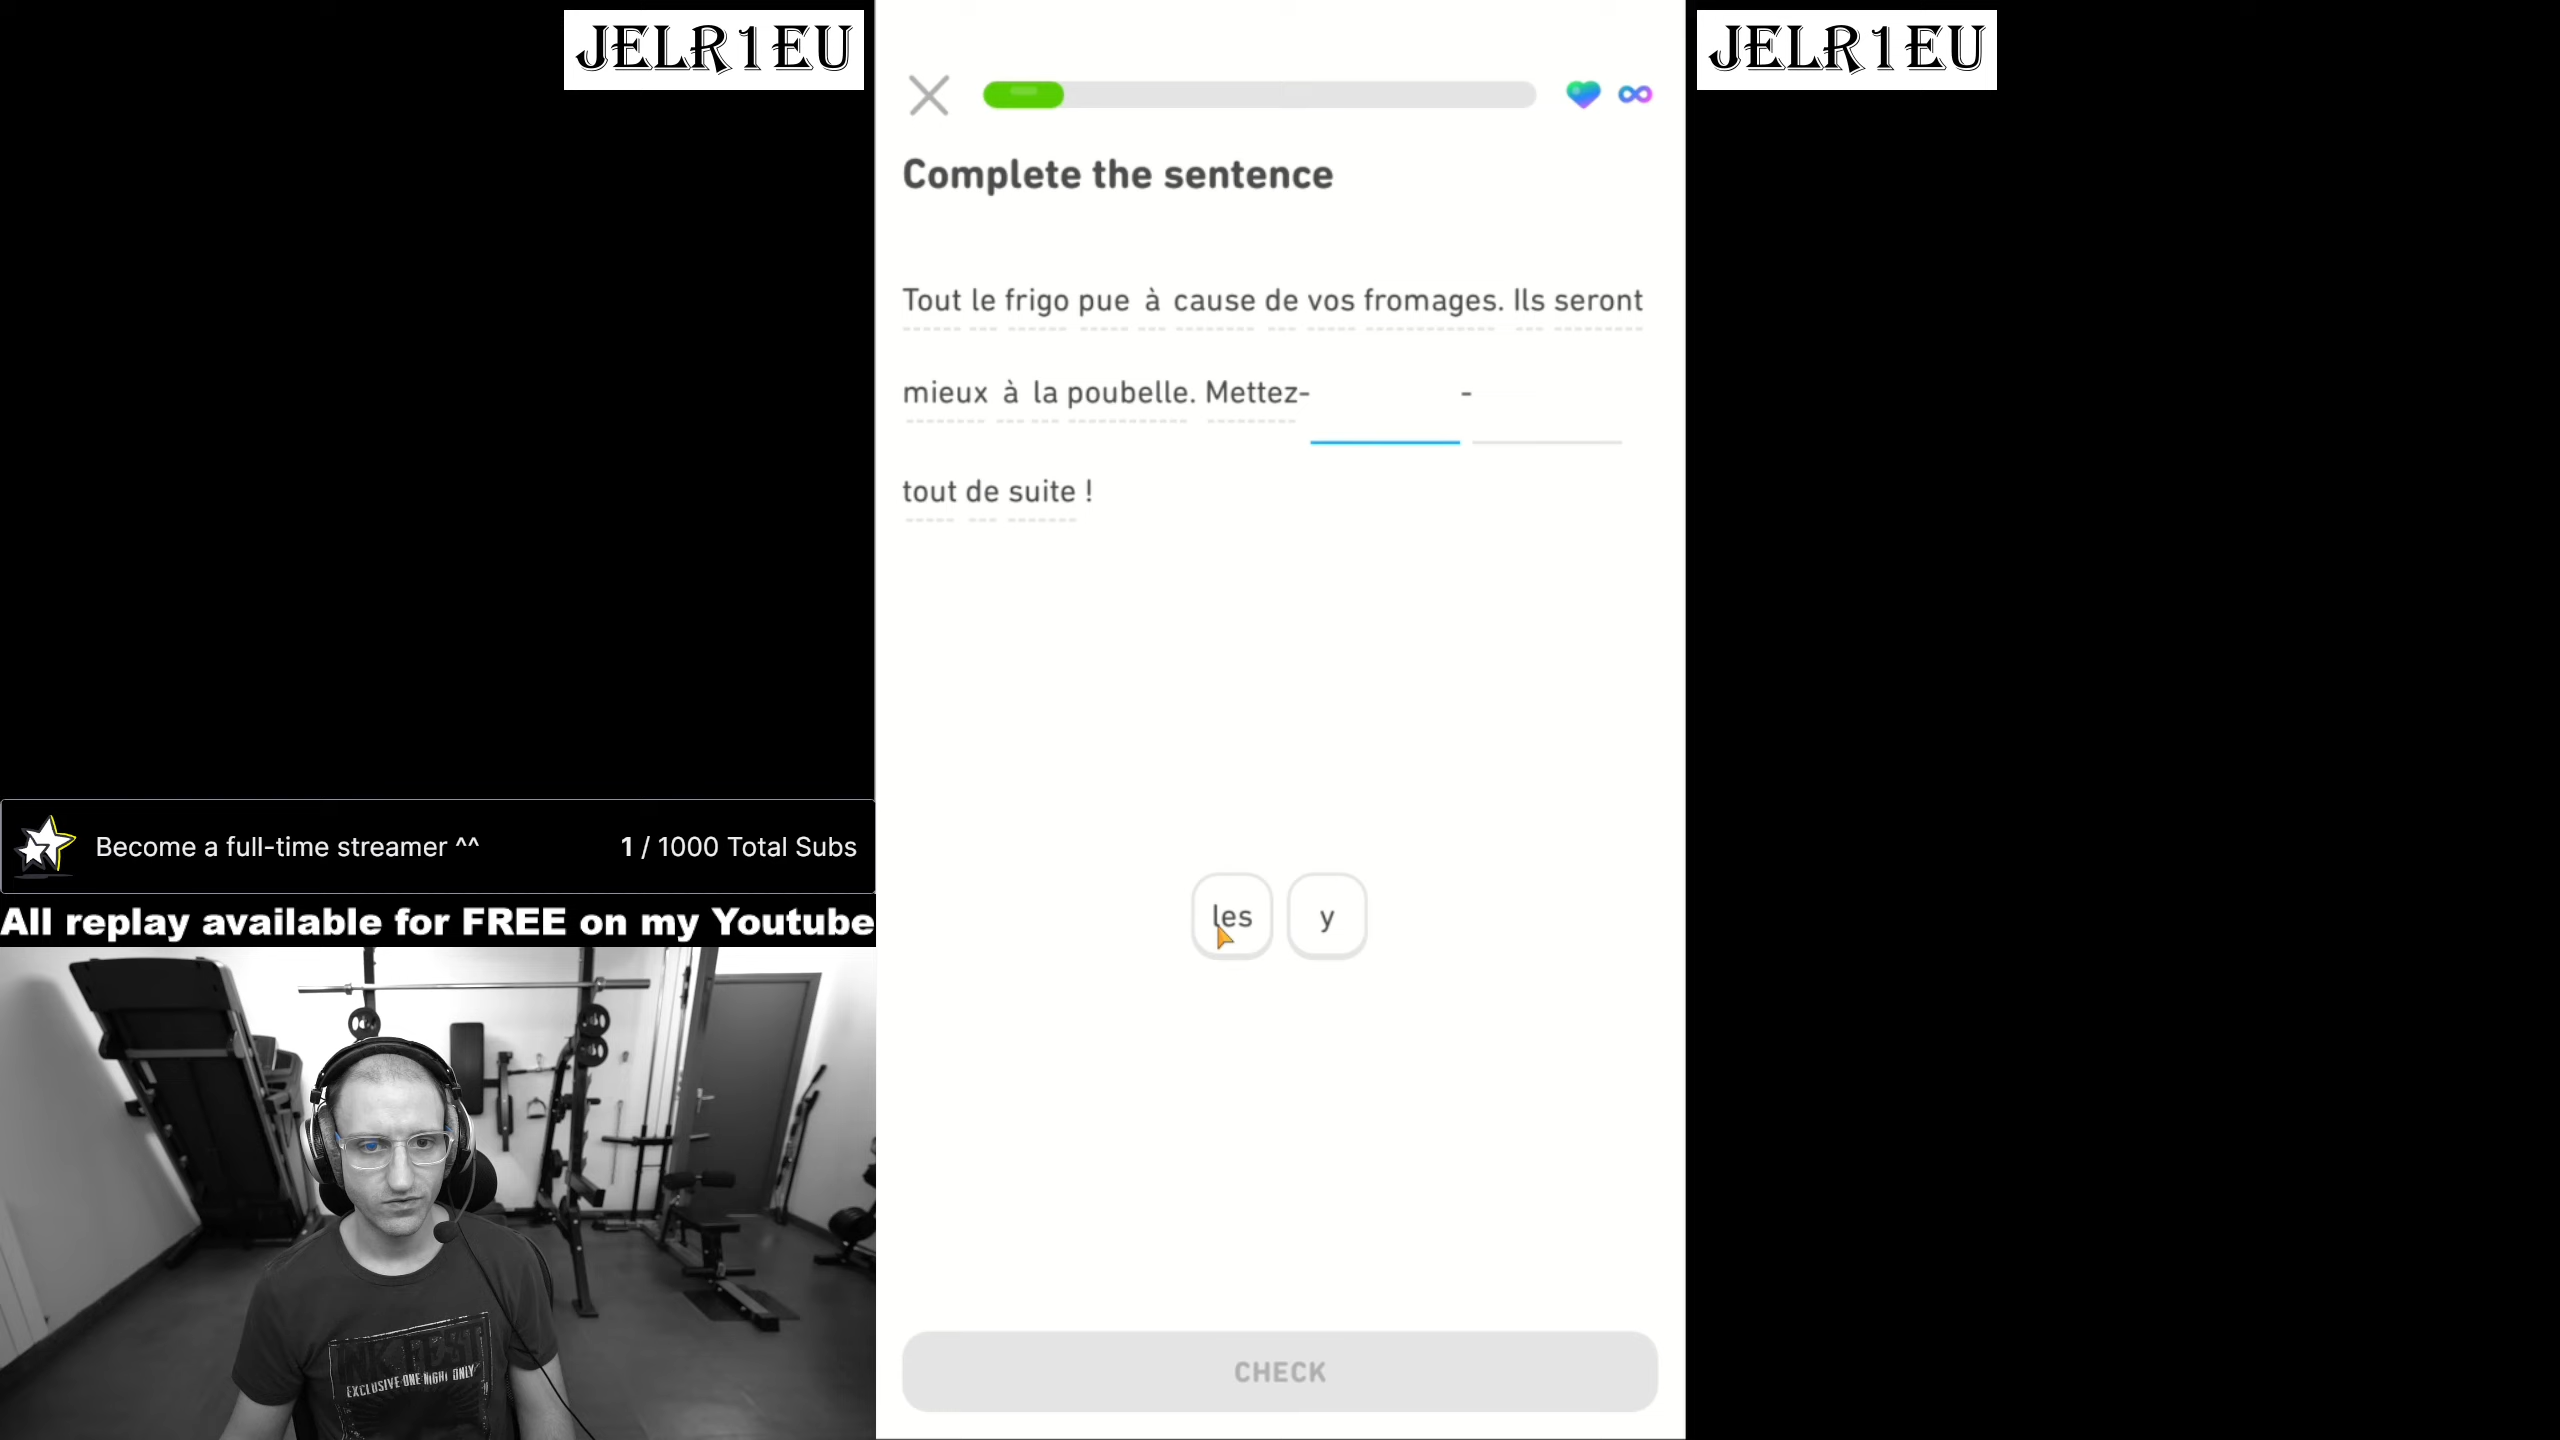 JELR1EU
JELR1EU
Complete the sentence
Tout le frigo pue à cause de vos fromages. Ils seront
mieux à la poubelle. Mettez- -
tout de suite !
les y
CHECK
Become a full-time streamer ^^ 1 / 1000 Total Subs
All replay available for FREE on my Youtube
EXCLUSIVE ONE NIGHT ONLY